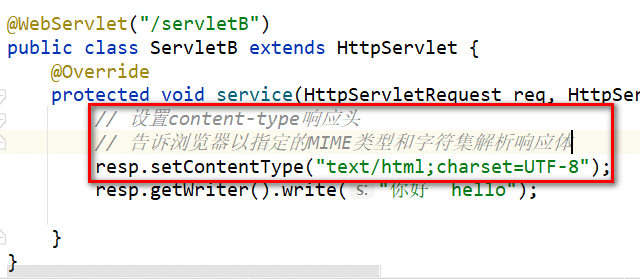 @WebServlet("/servletB")
public class ServletB extends HttpServlet {
@Override
protected void service(HttpServletRequest req, HttpServ
// 设置content-type响应头
// 告诉浏览器以指定的MIME类型和字符集解析响应体
resp.setContentType("text/html;charset=UTF-8");
resp.getWriter().write( s: "你好  hello");
}
}